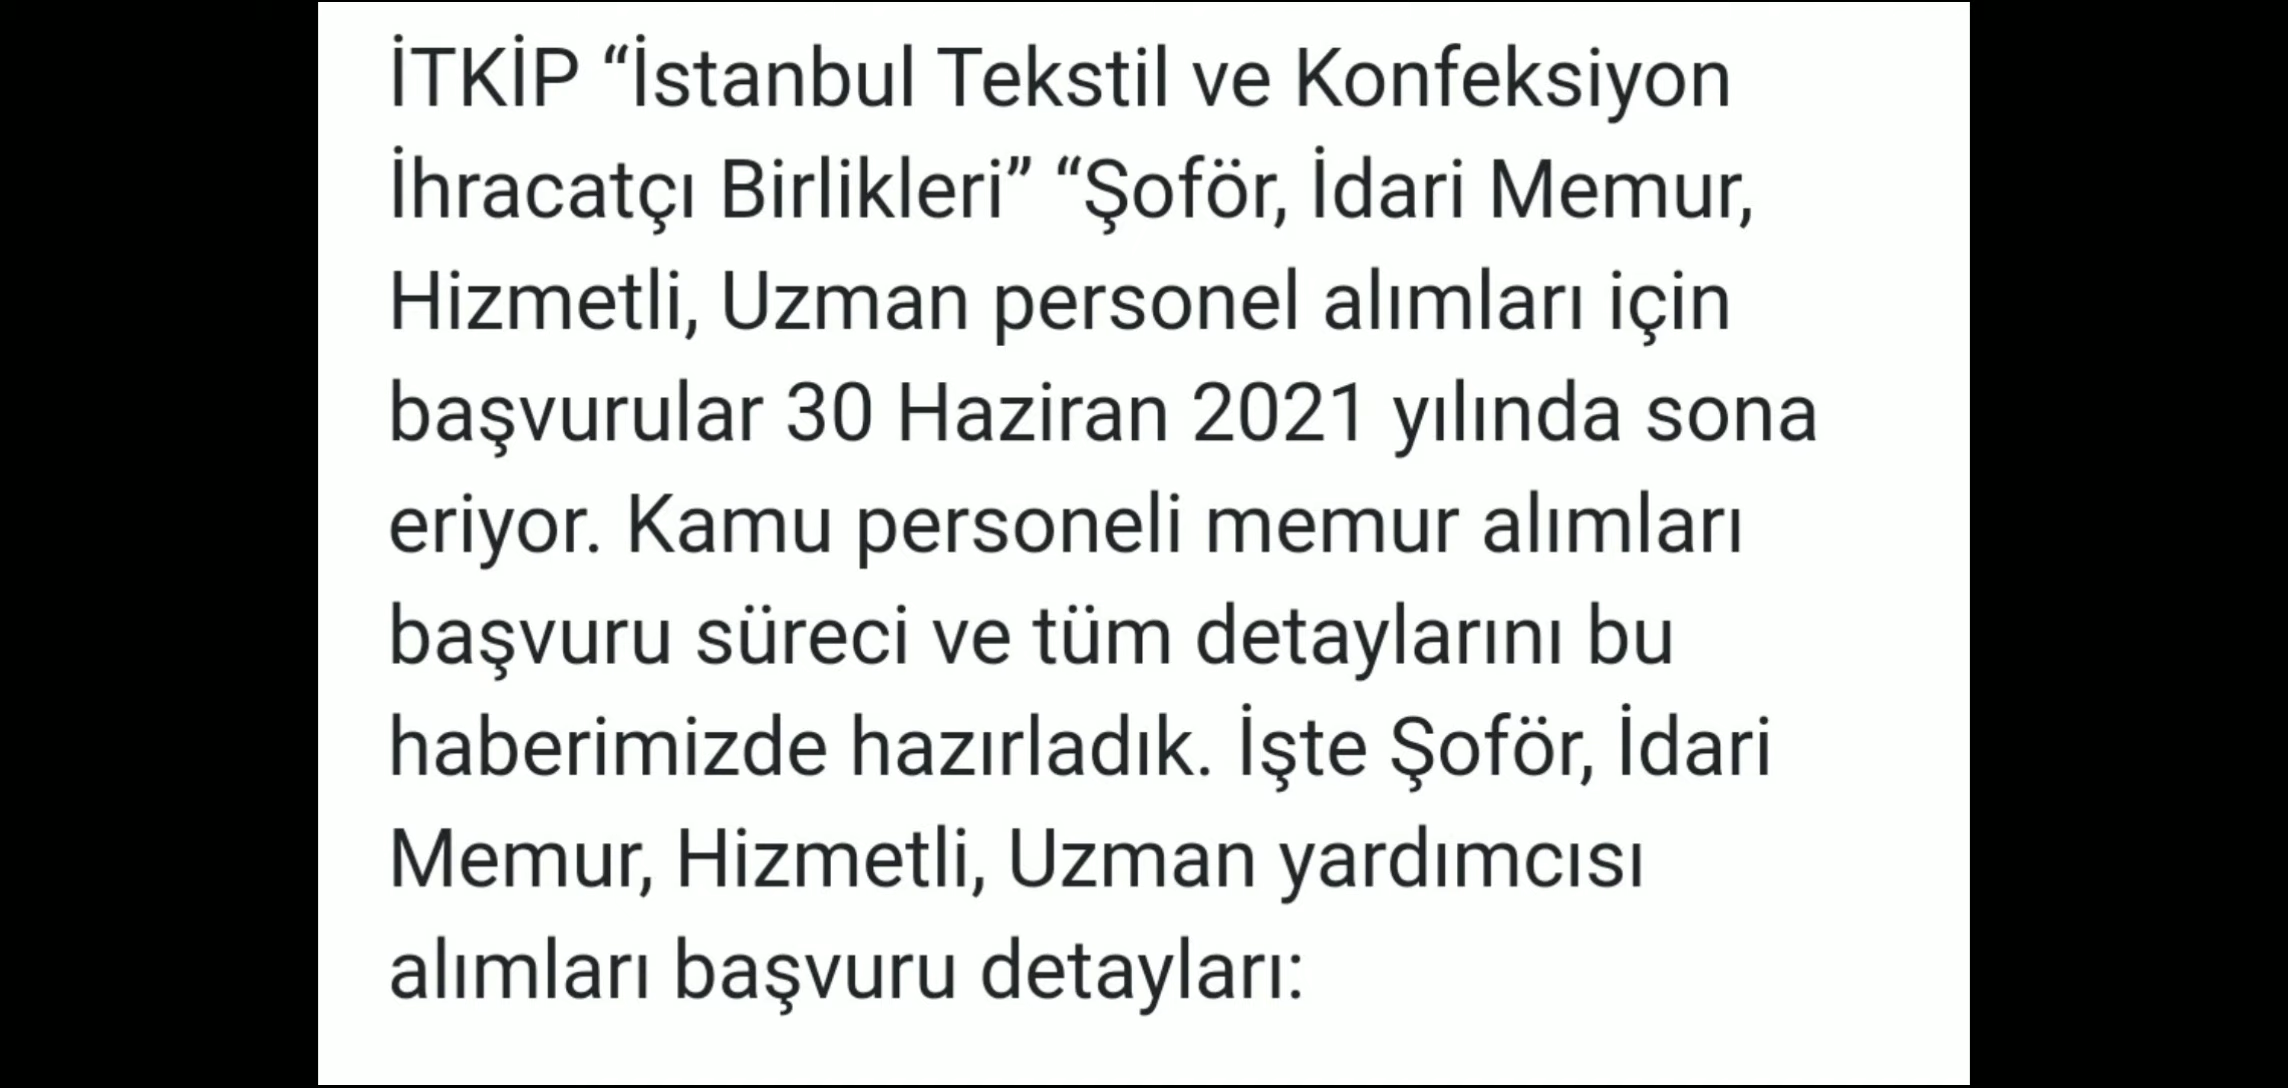 İTKİP “İstanbul Tekstil ve Konfeksiyon
İhracatçı Birlikleri” “Şoför, İdari Memur,
Hizmetli, Uzman personel alımları için
başvurular 30 Haziran 2021 yılında sona
eriyor. Kamu personeli memur alımları
başvuru süreci ve tüm detaylarını bu
haberimizde hazırladık. İşte Şoför, İdari
Memur, Hizmetli, Uzman yardımcısı
alımları başvuru detayları: